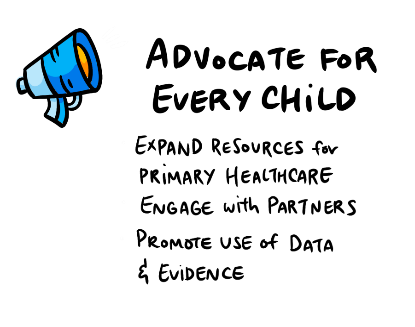 ADVOCATE FOR
EVERY CHiLD
EXPAND RESOURCES for
PRiMARY HEALTHCARE
ENGAGE with PARTNERS
PROMOTE USE of DATA
& EViDENCE